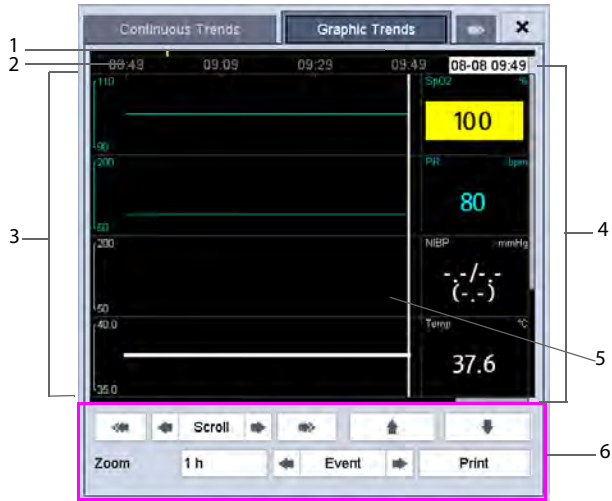 Continuous Trends Graphic Trends
1
2 08:49 09:09 09:29 09:49 08-08 09:49
110 SpO2 %
100
90
200 PR bpm
80
3 4
50
200 NIBP mmHg
-.-/-.-
(-.-)
50
40.0 Temp °C
5
37.6
35.0
Scroll
6
Zoom 1 h Event Print